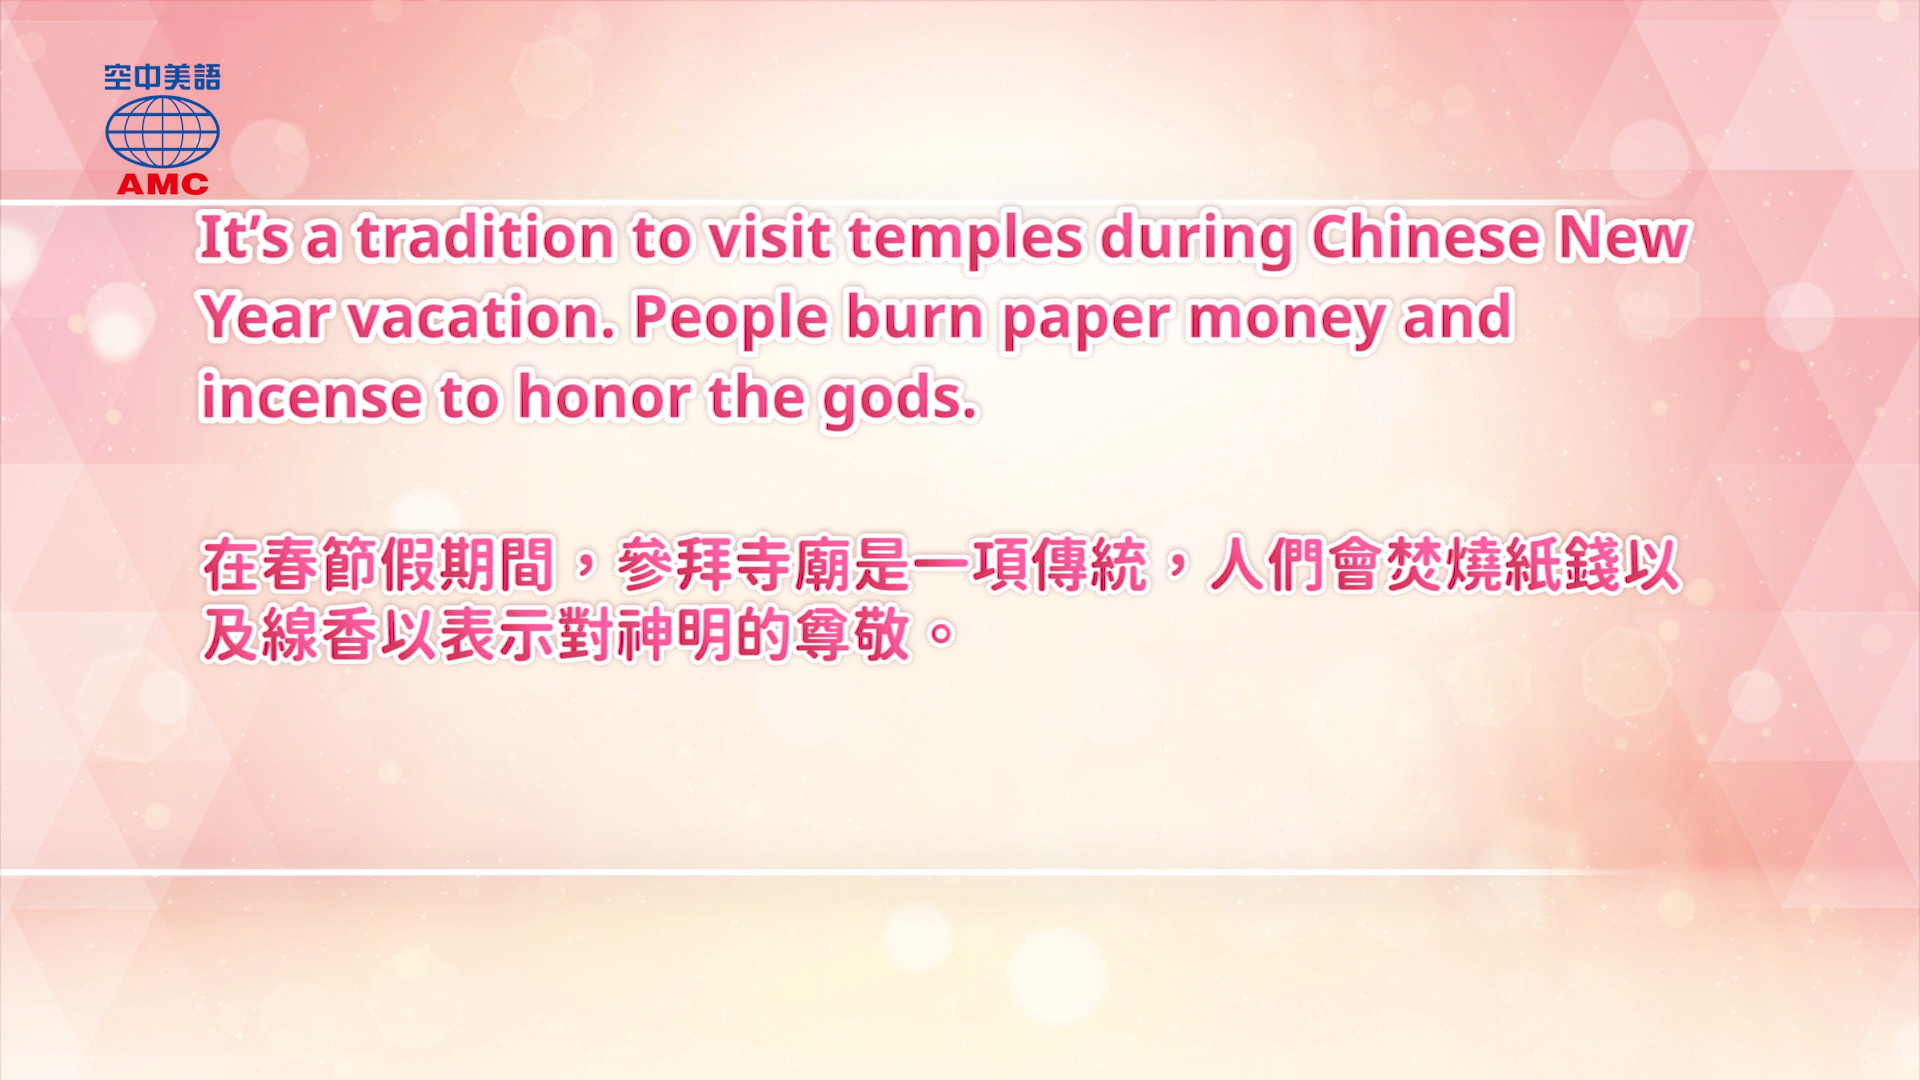 空中美語
AMC
It’s a tradition to visit temples during Chinese New
Year vacation. People burn paper money and
incense to honor the gods.
在春節假期間，參拜寺廟是一項傳統，人們會焚燒紙錢以
及線香以表示對神明的尊敬。